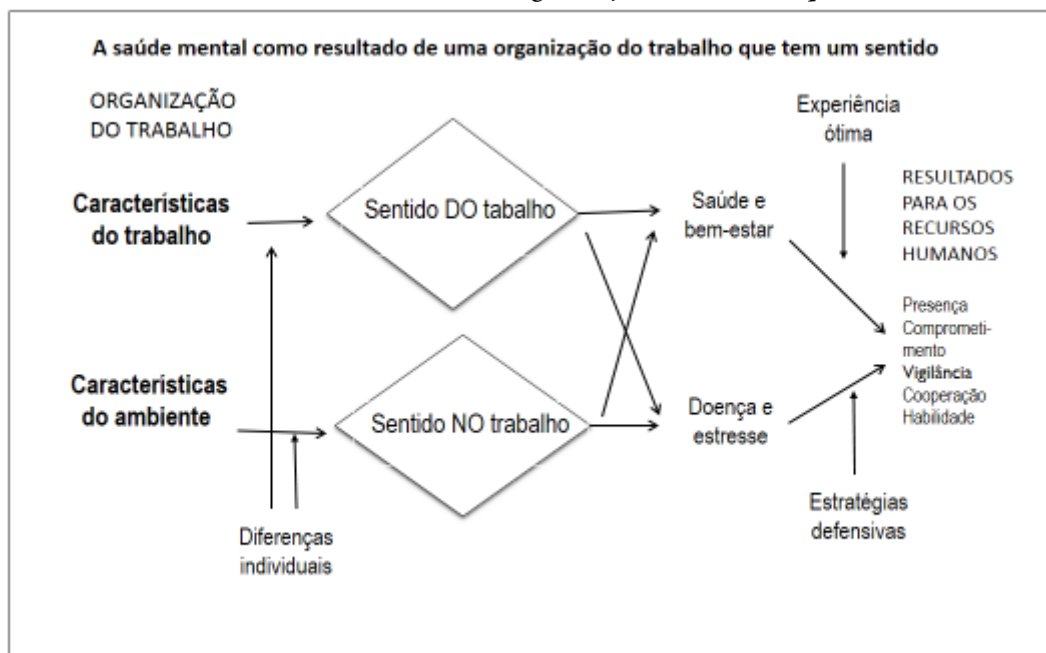 A saúde mental como resultado de uma organização do trabalho que tem um sentido
ORGANIZAÇÃO
DO TRABALHO
Experiência
ótima
RESULTADOS
PARA OS
RECURSOS
HUMANOS
Características
do trabalho
Sentido DO tabalho
Saúde e
bem-estar
Presença
Comprometi-
mento
Vigilância
Cooperação
Habilidade
Características
do ambiente
Sentido NO trabalho
Doença e
estresse
Diferenças
individuais
Estratégias
defensivas